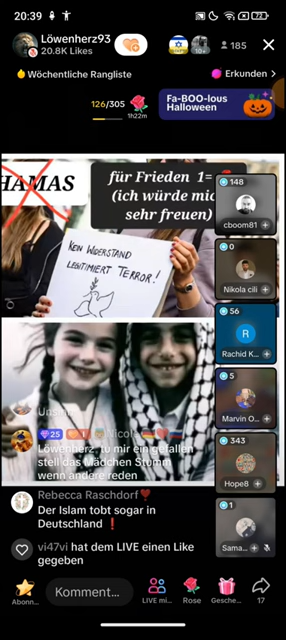 20:39
72
Löwenherz93
20.8K Likes
10+
185
Wöchentliche Rangliste
Erkunden >
126/305
1h22m
Fa-BOO-lous
Halloween
HAMAS
für Frieden 1=
(ich würde mic
sehr freuen)
KEIN WIDERSTAND
LEGITIMIERT TERROR!
148
cboom81
0
Nikola cili
56
R
Rachid K...
5
Marvin O...
343
Hope8
1
Sama...
25
Nicol
Löwenherz, tu mir ein gefallen
stell das Mädchen Stumm
wenn andere reden
Rebecca Raschdorf
Der Islam tobt sogar in
Deutschland ❗
vi47vi hat dem LIVE einen Like
gegeben
Abonn...
Komment...
LIVE mi...
Rose
Gesche...
17